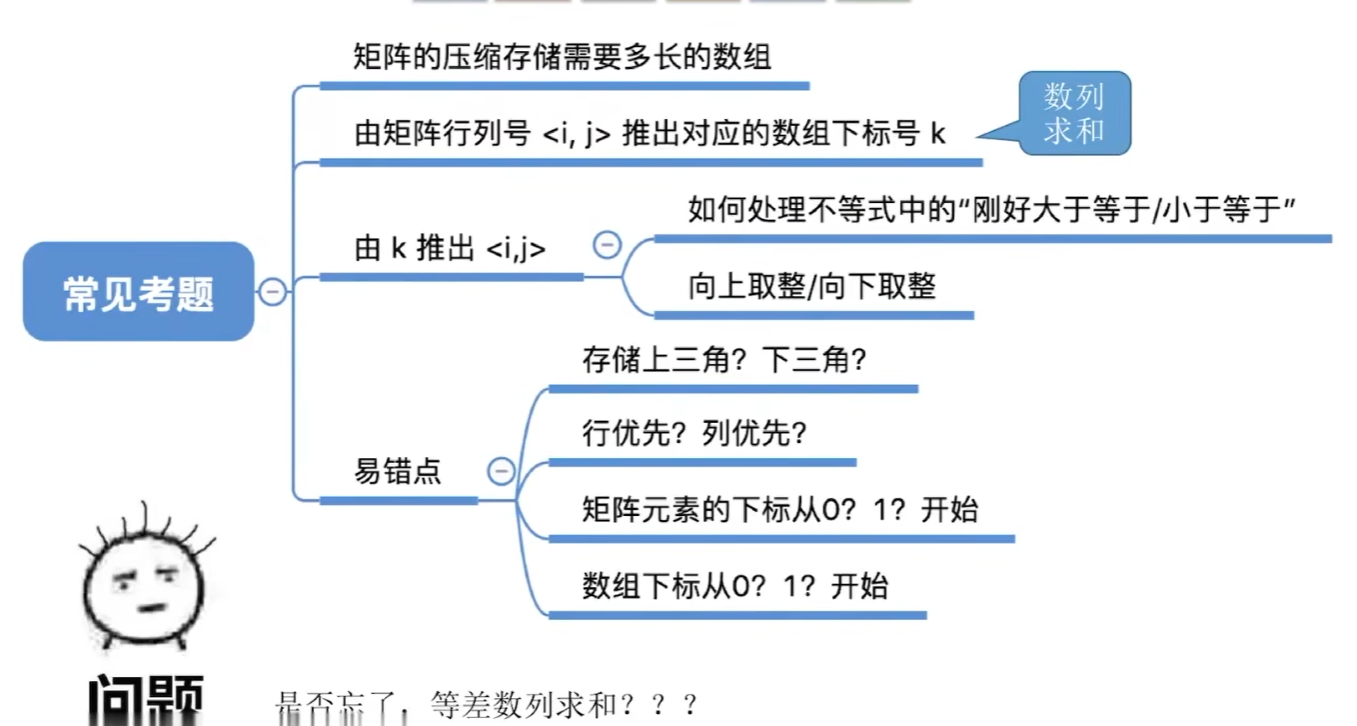 矩阵的压缩存储需要多长的数组
由矩阵行列号 <i, j> 推出对应的数组下标号 k
数列
求和
常见考题
由 k 推出 <i,j>
如何处理不等式中的“刚好大于等于/小于等于”
向上取整/向下取整
易错点
存储上三角？下三角？
行优先？列优先？
矩阵元素的下标从0？1？开始
数组下标从0？1？开始
问题
是否忘了，等差数列求和？？？